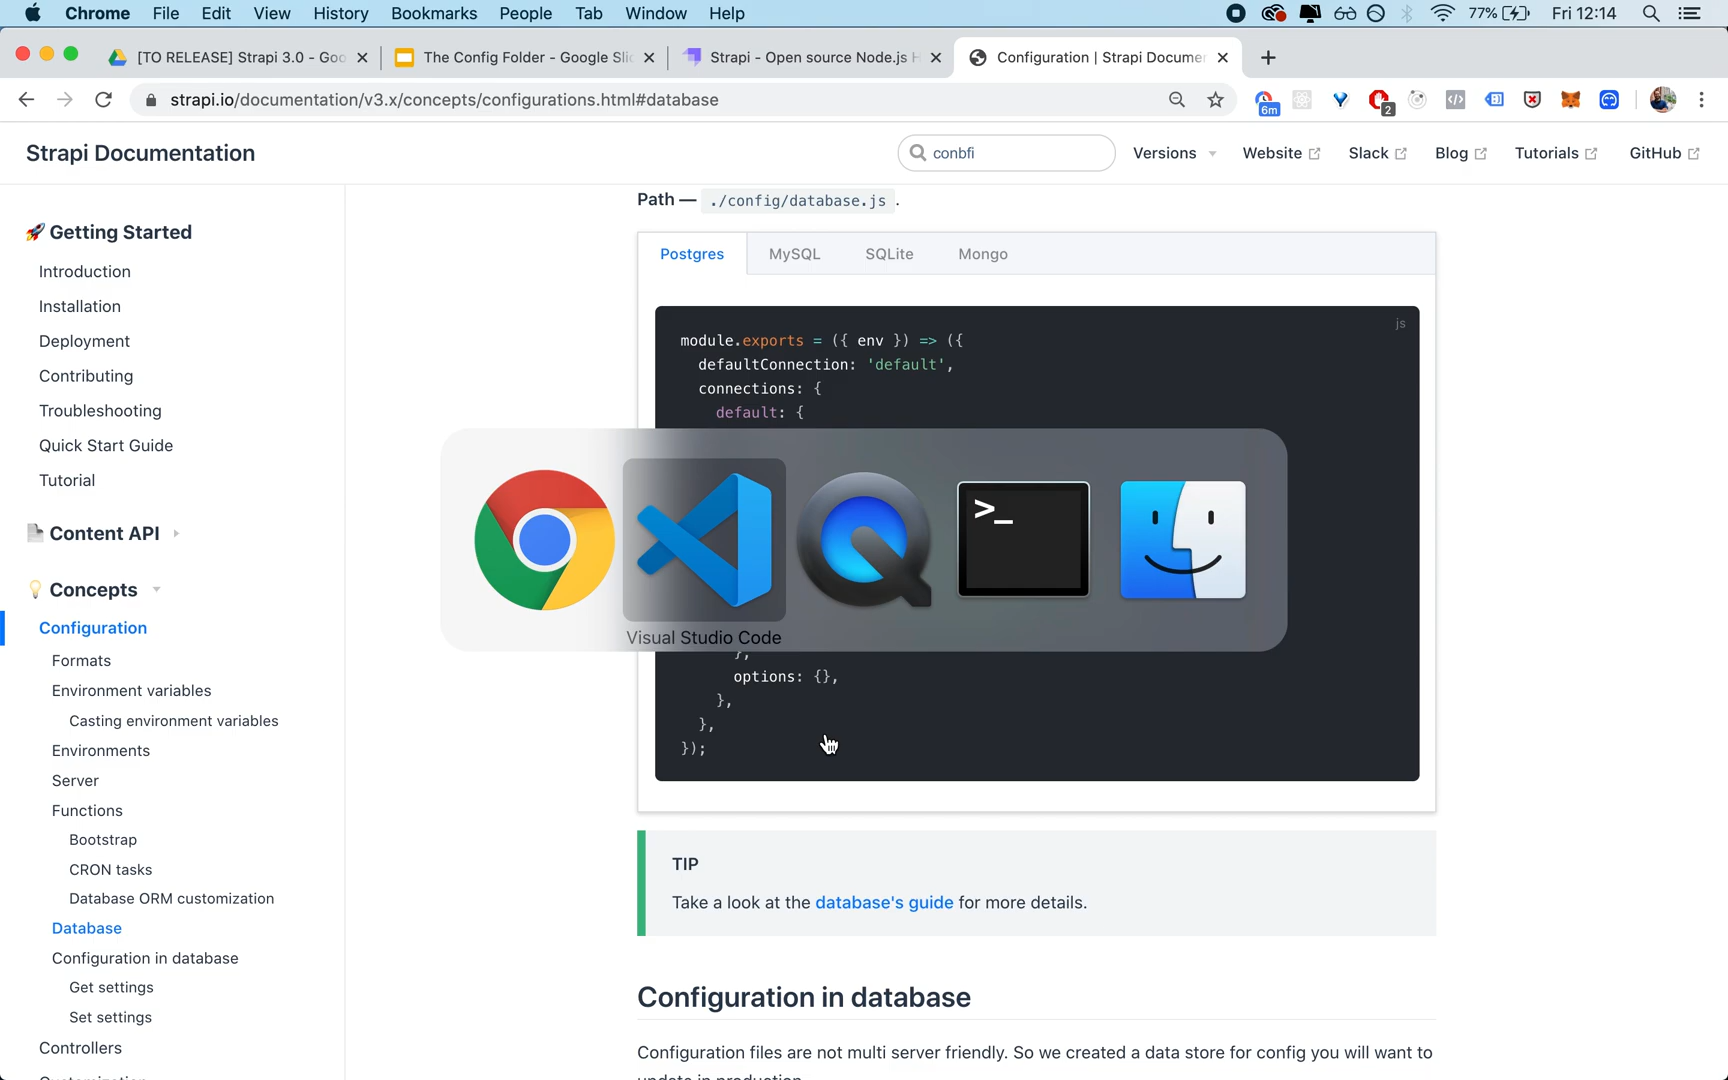 Chrome File Edit View History Bookmarks People Tab Window Help
77% Fri 12:14
[TO RELEASE] Strapi 3.0 - Goo
The Config Folder - Google Slid
Strapi - Open source Node.js H
Configuration | Strapi Documen
strapi.io/documentation/v3.x/concepts/configurations.html#database
6m
2
Strapi Documentation
conbfi
Versions
Website
Slack
Blog
Tutorials
GitHub
Getting Started
Introduction
Installation
Deployment
Contributing
Troubleshooting
Quick Start Guide
Tutorial
Content API
Concepts
Configuration
Formats
Environment variables
Casting environment variables
Environments
Server
Functions
Bootstrap
CRON tasks
Database ORM customization
Database
Configuration in database
Get settings
Set settings
Controllers
Path — ./config/database.js .
Postgres MySQL SQLite Mongo
js
module.exports = ({ env }) => ({
defaultConnection: 'default',
connections: {
default: {
>_
Visual Studio Code
},
options: {},
},
},
});
TIP
Take a look at the database's guide for more details.
Configuration in database
Configuration files are not multi server friendly. So we created a data store for config you will want to
update in production.